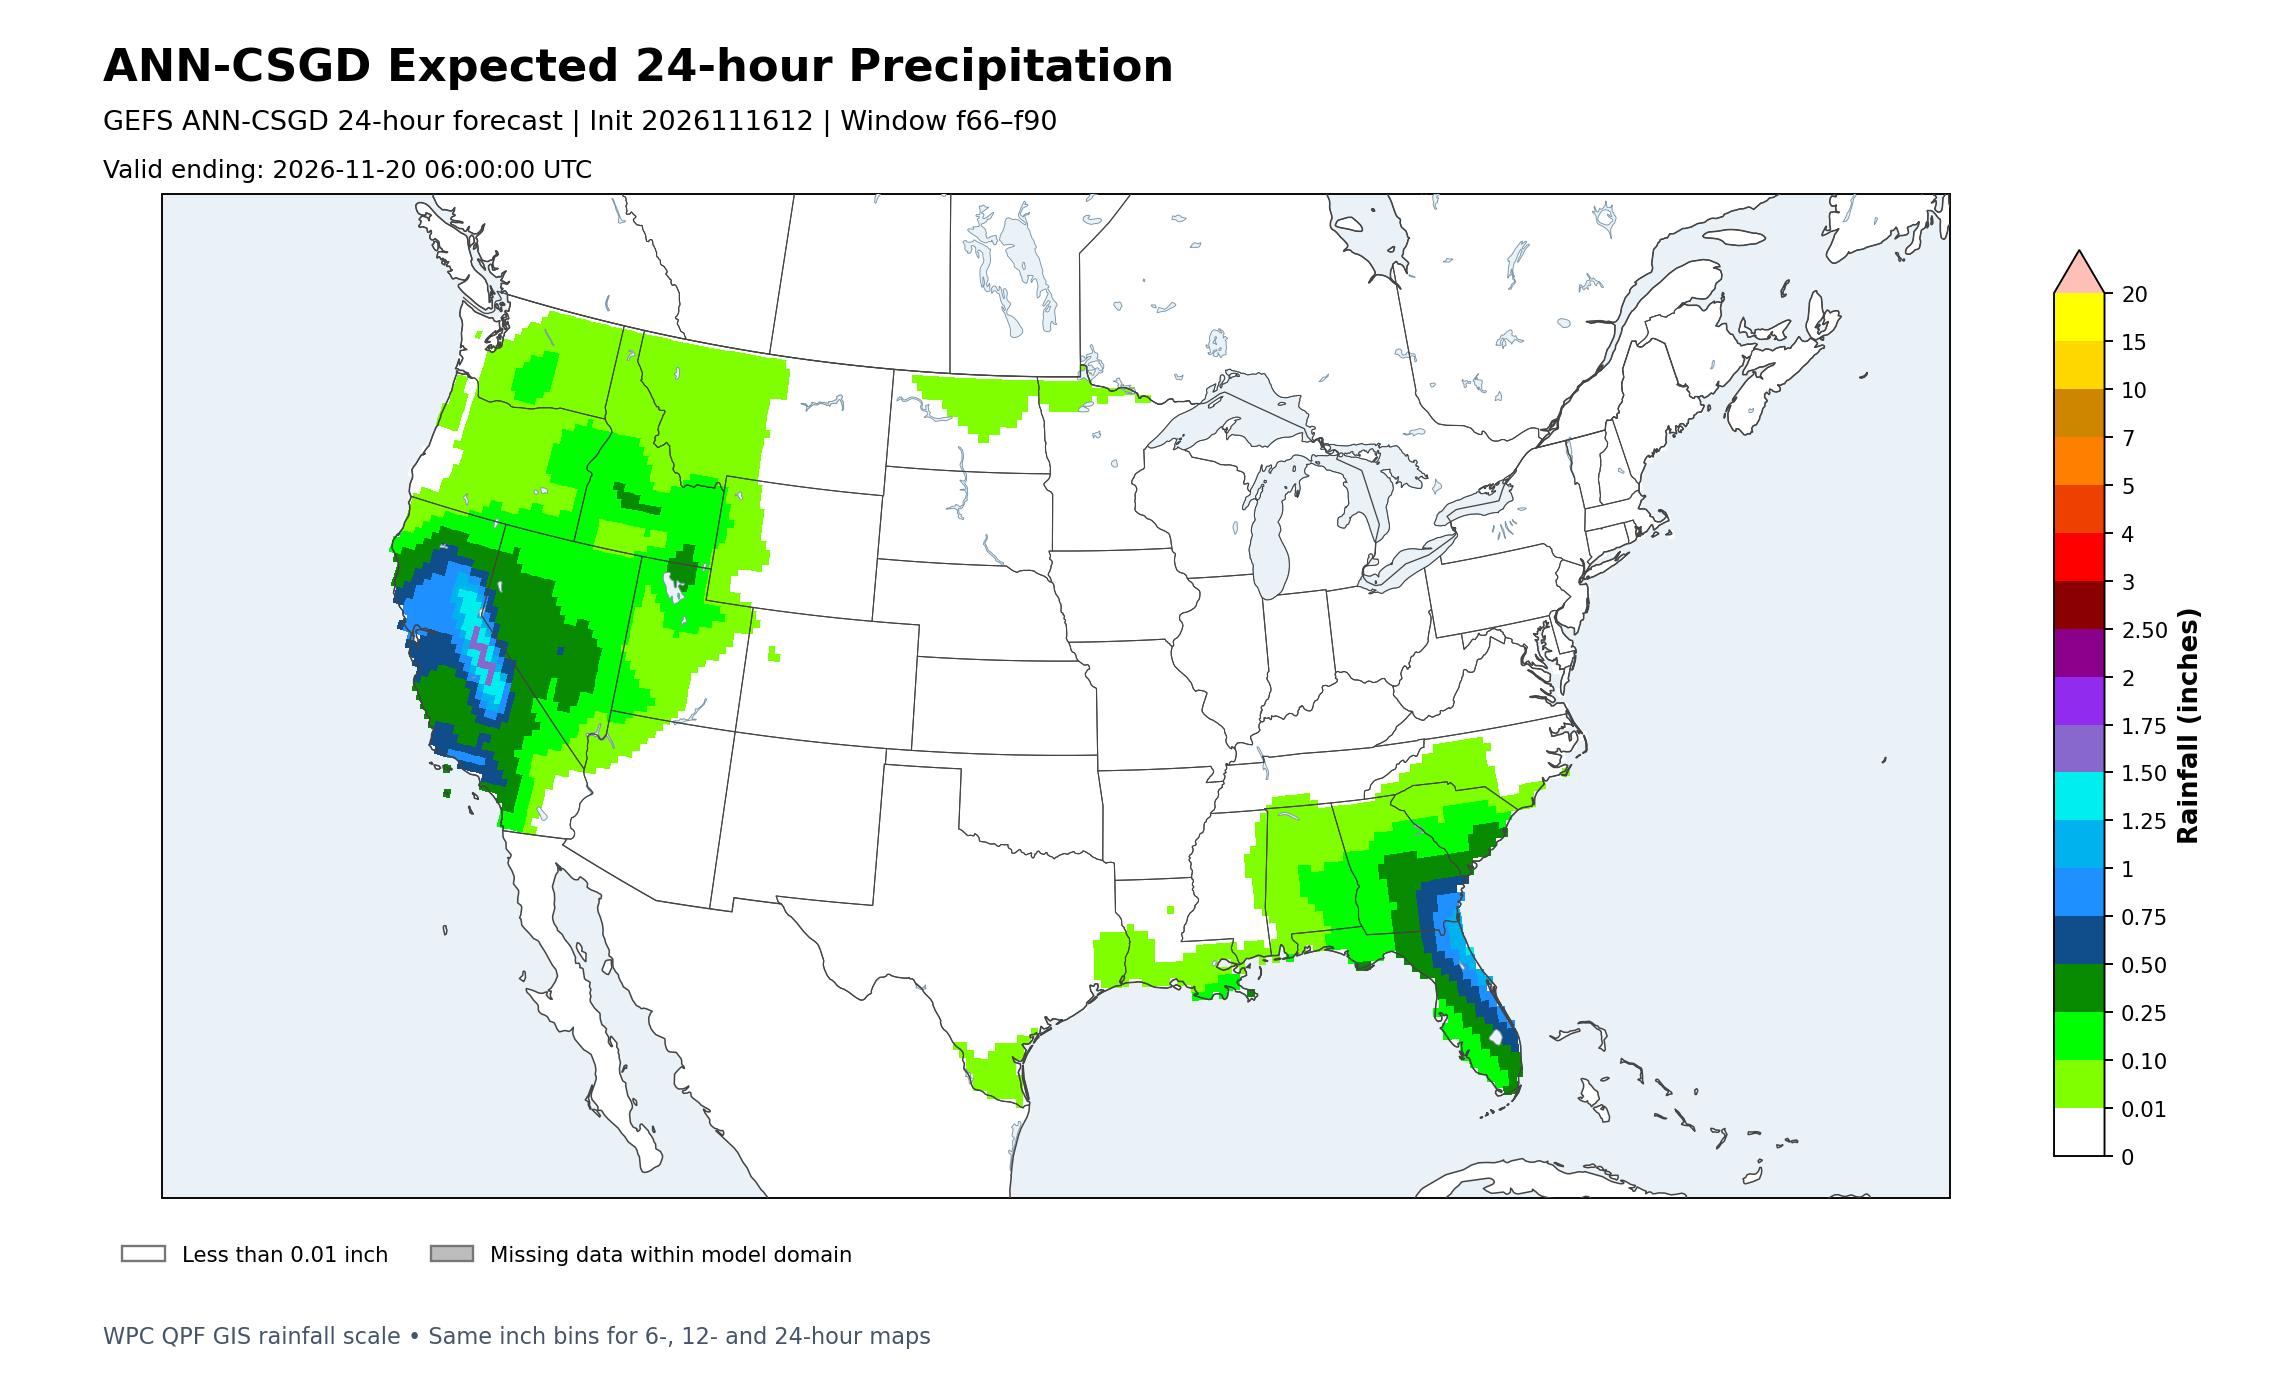 ANN-CSGD Expected 24-hour Precipitation
GEFS ANN-CSGD 24-hour forecast | Init 2026111612 | Window f66–f90
Valid ending: 2026-11-20 06:00:00 UTC
20
15
10
7
5
4
3
2.50
2
1.75
1.50
1.25
1
0.75
0.50
0.25
0.10
0.01
0
Rainfall (inches)
Less than 0.01 inch
Missing data within model domain
WPC QPF GIS rainfall scale • Same inch bins for 6-, 12- and 24-hour maps